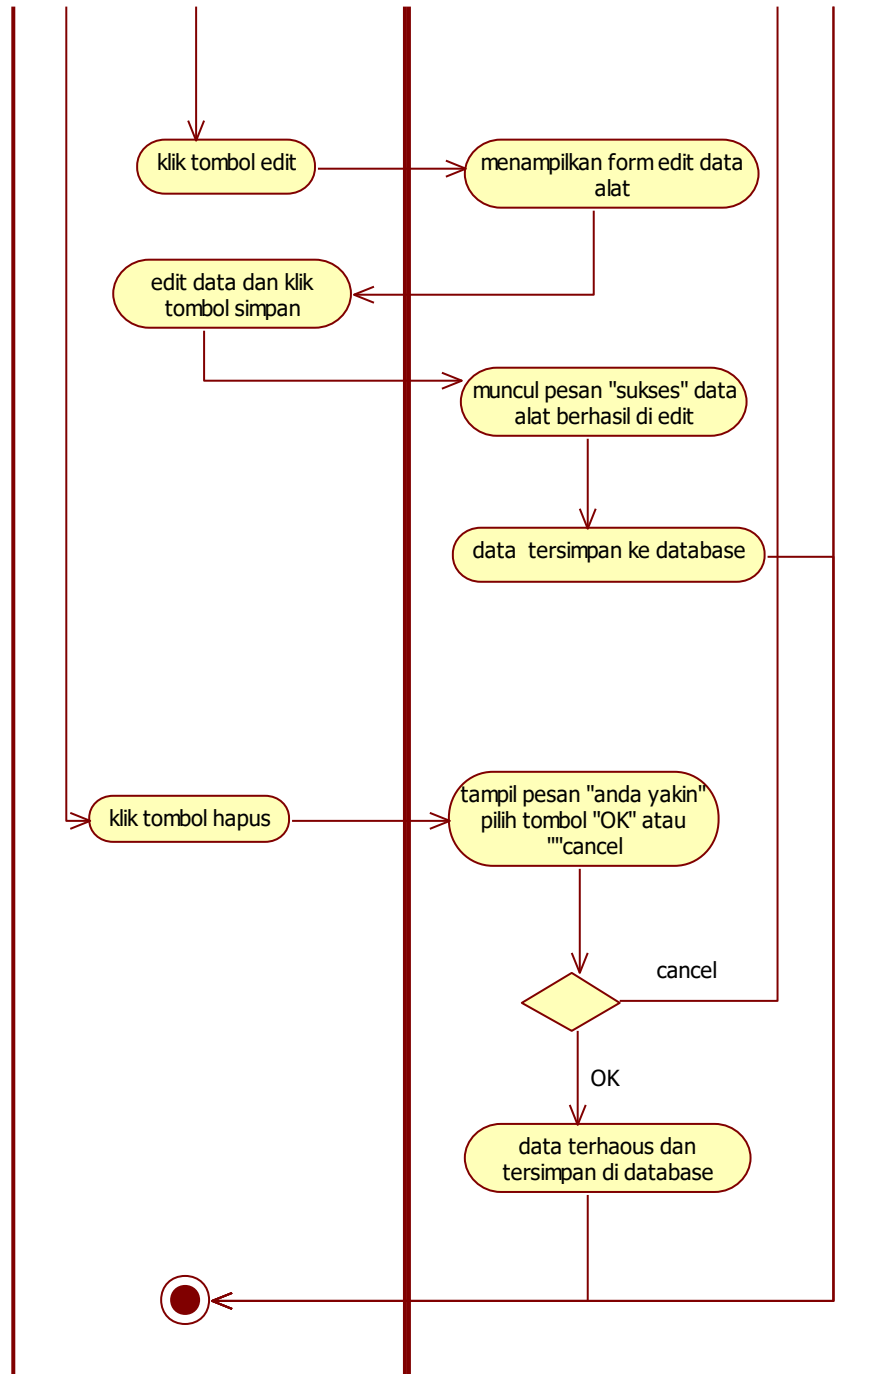 klik tombol edit
menampilkan form edit data
alat
edit data dan klik
tombol simpan
muncul pesan "sukses" data
alat berhasil di edit
data  tersimpan ke database
klik tombol hapus
tampil pesan "anda yakin"
pilih tombol "OK" atau
""cancel
cancel
OK
data terhaous dan
tersimpan di database